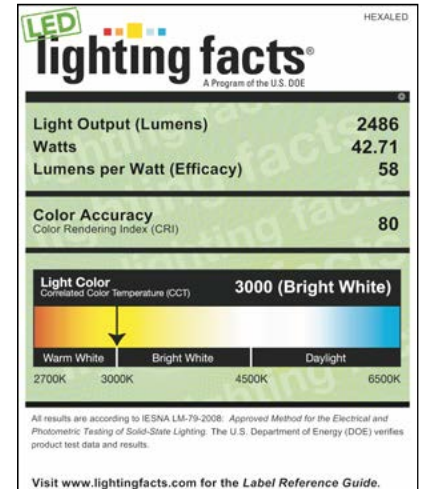 HEXALED
LED
lighting facts®
A Program of the U.S. DOE
Light Output (Lumens) 2486
Watts 42.71
Lumens per Watt (Efficacy) 58
Color Accuracy
Color Rendering Index (CRI) 80
Light Color
Correlated Color Temperature (CCT) 3000 (Bright White)
Warm White Bright White Daylight
2700K 3000K 4500K 6500K
All results are according to IESNA LM-79-2008: Approved Method for the Electrical and
Photometric Testing of Solid-State Lighting. The U.S. Department of Energy (DOE) verifies
product test data and results.
Visit www.lightingfacts.com for the Label Reference Guide.